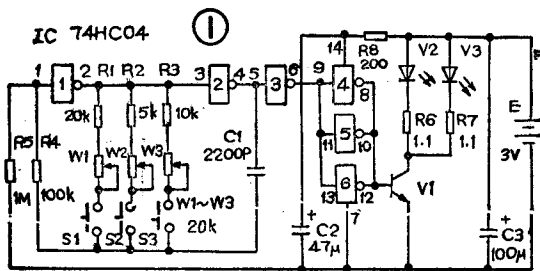 IC 74HC04 ①
1 1 2 R1 R2 R3 3 2 4 5 3 6 9 14 R8 200 V2 V3
20k 5k 10k 4 8
R5 R4 C1 2200P 11 5 10 R6 1.1 R7 1.1 E 3V
W1 W2 W3 13 6 12 V1
1M 100k W1~W3 20k 7
S1 S2 S3 + C2 47μ + C3 100μ